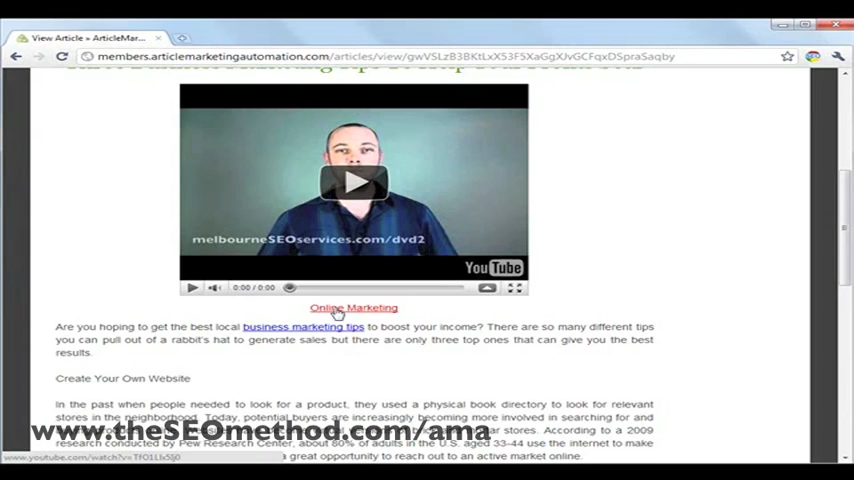 View Article » ArticleMar...
members.articlemarketingautomation.com/articles/view/gwVSLzB3BKtLxX53F5XaGgXJvGCFqxDSpraSaqby
melbourneSEOservices.com/dvd2
YouTube
0:00 / 0:00
Online Marketing
Are you hoping to get the best local business marketing tips to boost your income? There are so many different tips
you can pull out of a rabbit's hat to generate sales but there are only three top ones that can give you the best
results.
Create Your Own Website
In the past when people needed to look for a product, they used a physical book directory to look for relevant
stores in the neighborhood. Today, potential buyers are increasingly becoming more involved in searching for and
www.theSEOmethod.com/ama
stores. According to a 2009
research conducted by Pew Research Center, about 80% of adults in the U.S. aged 33-44 use the internet to make
a great opportunity to reach out to an active market online.